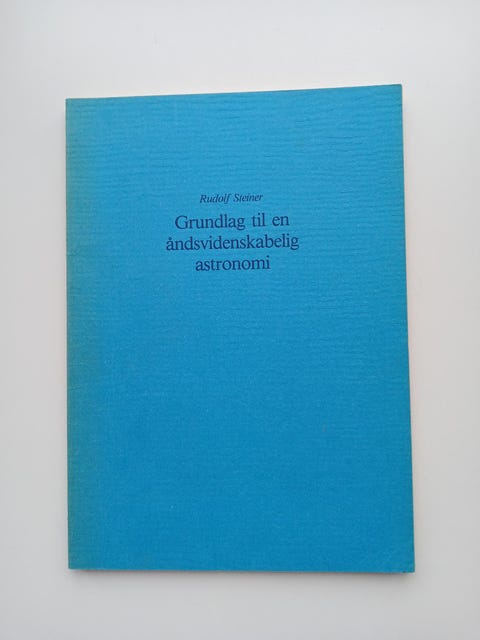 Rudolf Steiner
Grundlag til en
åndsvidenskabelig
astronomi